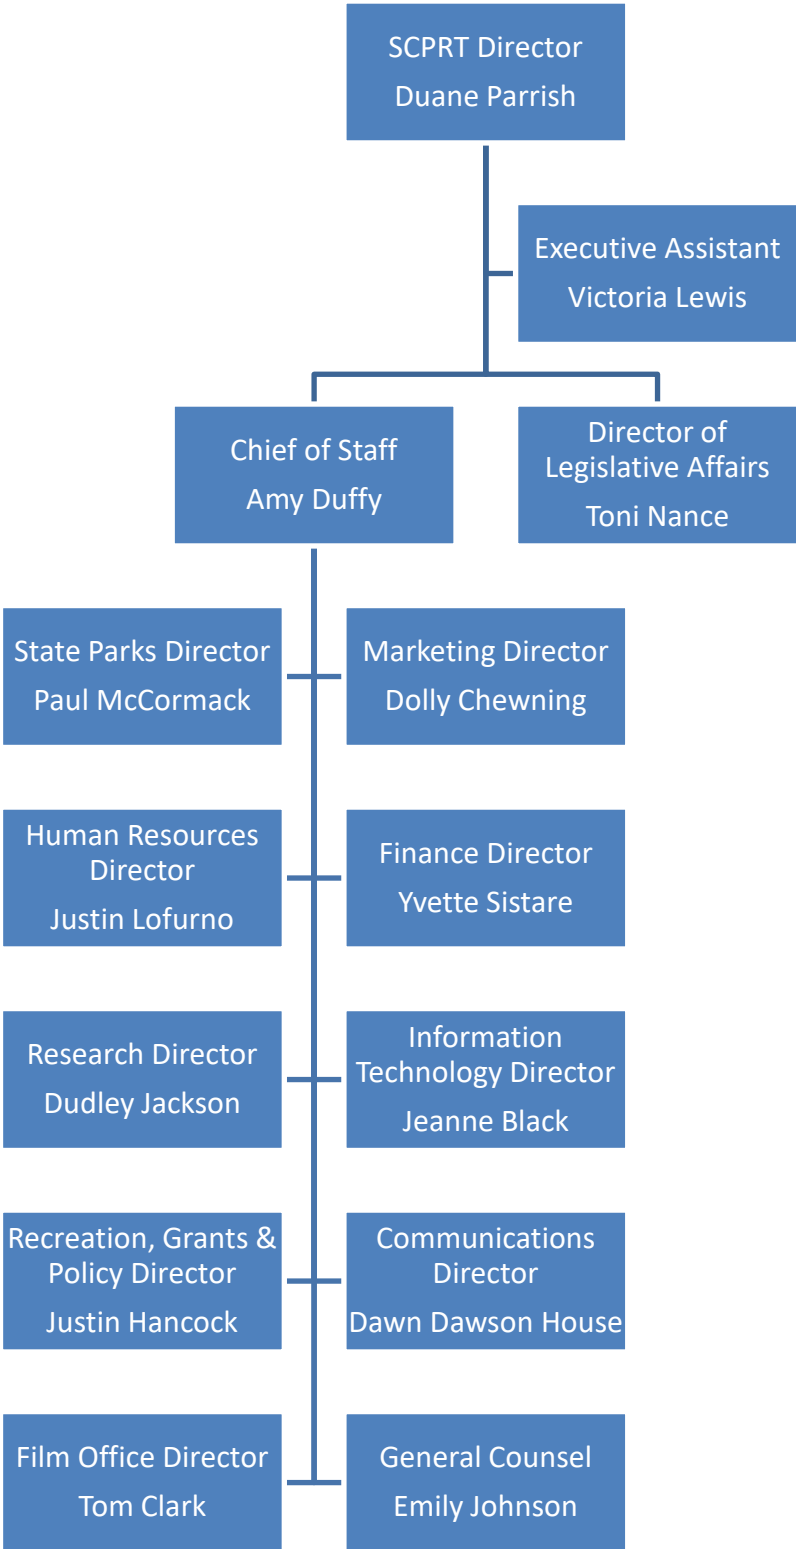 SCPRT Director
Duane Parrish
Executive Assistant
Victoria Lewis
Chief of Staff
Amy Duffy
Director of
Legislative Affairs
Toni Nance
State Parks Director
Paul McCormack
Marketing Director
Dolly Chewning
Human Resources
Director
Justin Lofurno
Finance Director
Yvette Sistare
Research Director
Dudley Jackson
Information
Technology Director
Jeanne Black
Recreation, Grants &
Policy Director
Justin Hancock
Communications
Director
Dawn Dawson House
Film Office Director
Tom Clark
General Counsel
Emily Johnson